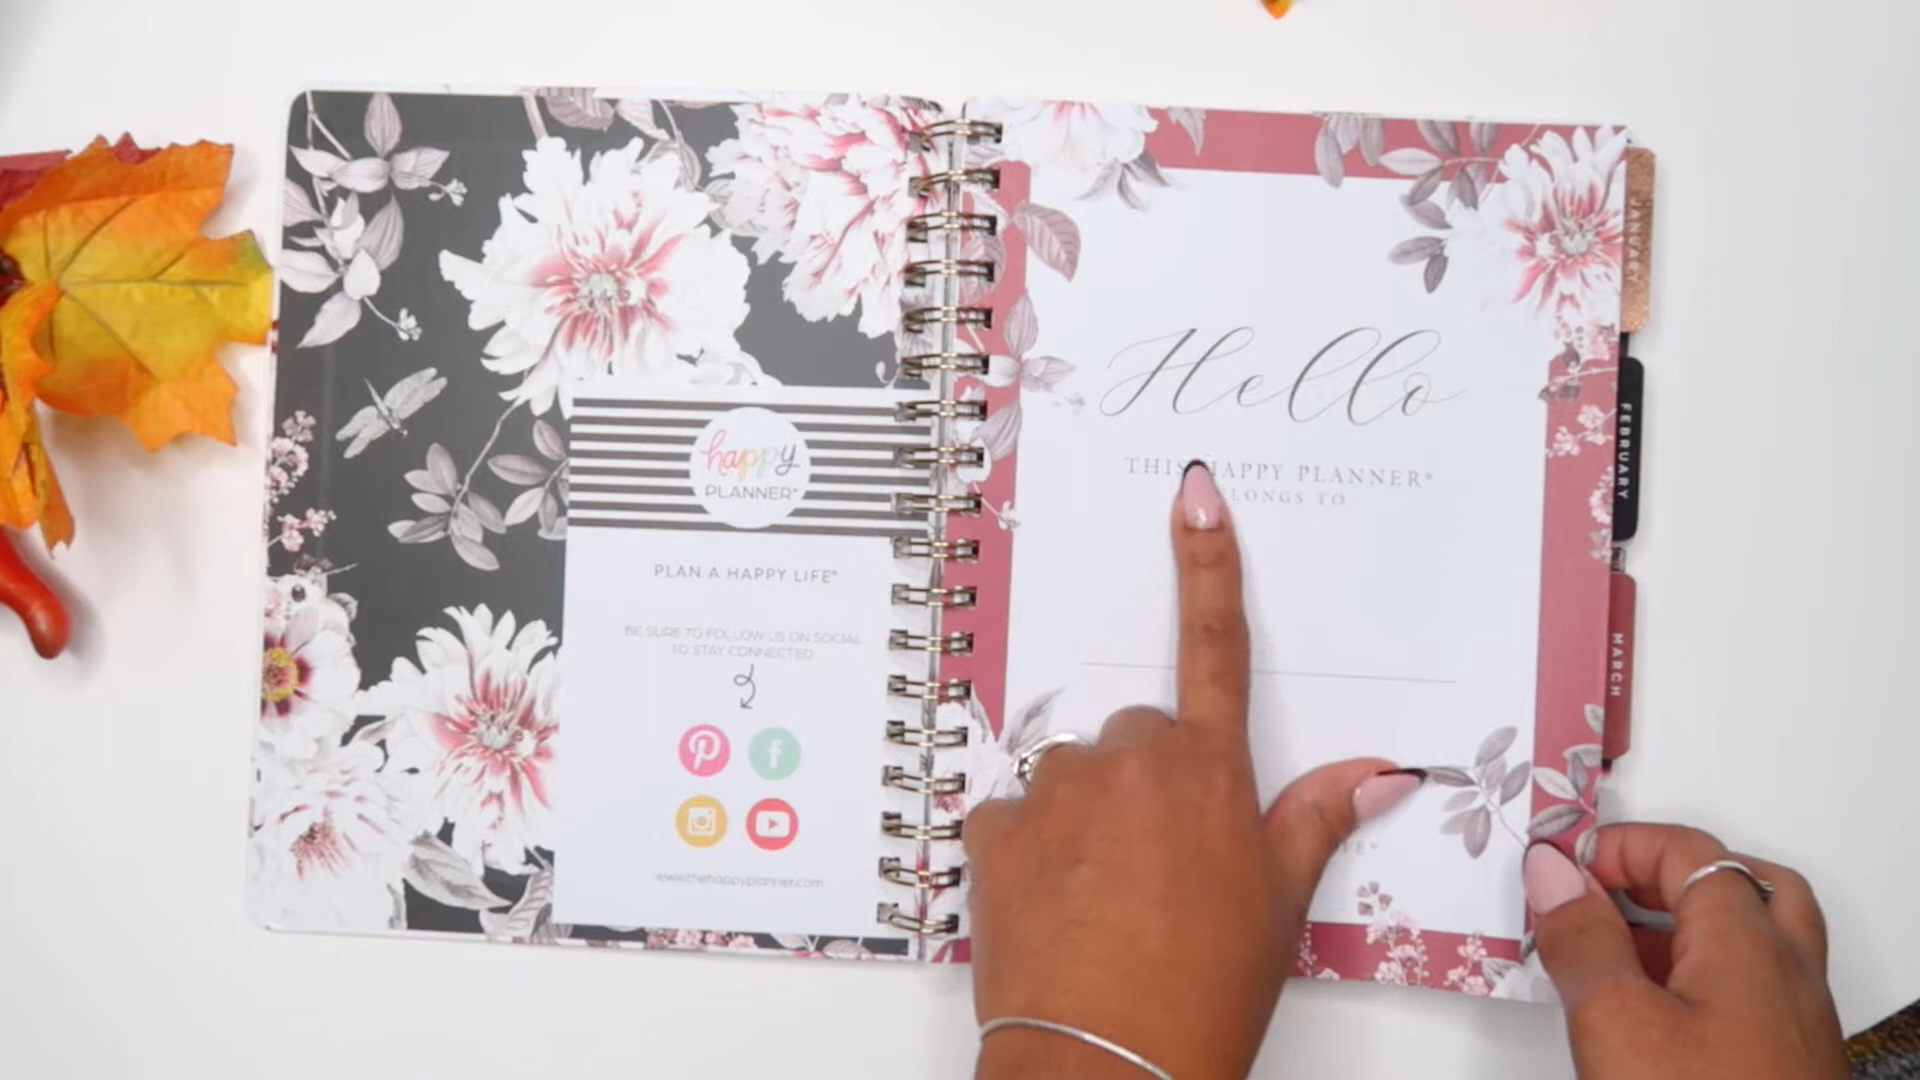 happy
PLANNER®
PLAN A HAPPY LIFE®
BE SURE TO FOLLOW US ON SOCIAL
TO STAY CONNECTED
www.thehappyplanner.com
Hello
THIS HAPPY PLANNER®
BELONGS TO
JANUARY
FEBRUARY
MARCH